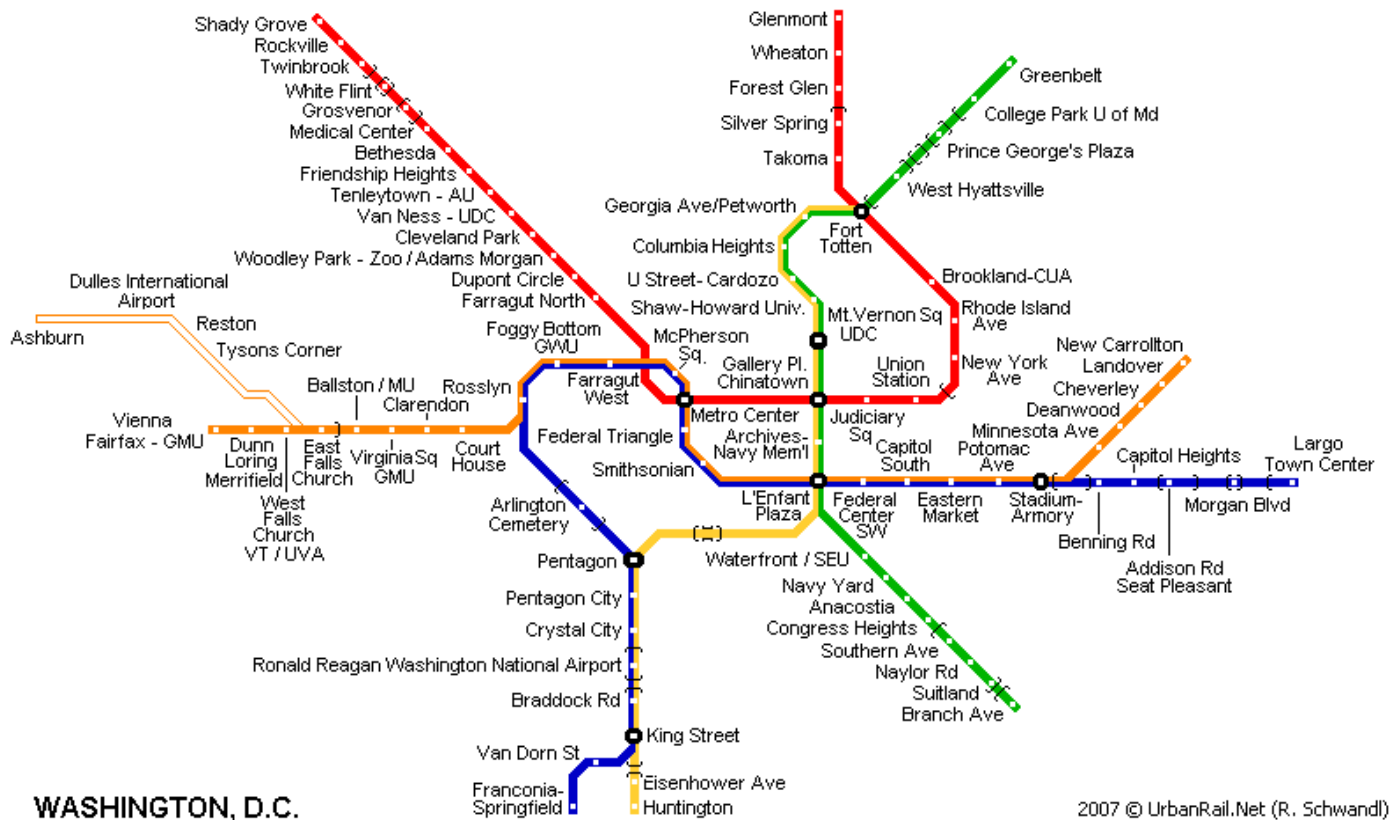 Shady Grove
Rockville
Twinbrook
White Flint
Grosvenor
Medical Center
Bethesda
Friendship Heights
Tenleytown - AU
Van Ness - UDC
Cleveland Park
Woodley Park - Zoo / Adams Morgan
Dupont Circle
Farragut North
Glenmont
Wheaton
Forest Glen
Silver Spring
Takoma
Greenbelt
College Park U of Md
Prince George's Plaza
West Hyattsville
Georgia Ave/Petworth
Fort
Totten
Columbia Heights
U Street- Cardozo
Shaw-Howard Univ.
Mt.Vernon Sq
UDC
Brookland-CUA
Rhode Island
Ave
New York
Ave
Union
Station
Judiciary
Sq
Gallery Pl.
Chinatown
Metro Center
McPherson
Sq.
Farragut
West
Foggy Bottom
GWU
Rosslyn
Dulles International
Airport
Ashburn
Reston
Tysons Corner
Vienna
Fairfax - GMU
Dunn
Loring
Merrifield
West
Falls
Church
VT / UVA
East
Falls
Church
Ballston / MU
Virginia Sq
GMU
Clarendon
Court
House
Federal Triangle
Smithsonian
Archives-
Navy Mem'l
L'Enfant
Plaza
Federal
Center
SW
Capitol
South
Eastern
Market
Potomac
Ave
Stadium-
Armory
New Carrollton
Landover
Cheverley
Deanwood
Minnesota Ave
Benning Rd
Capitol Heights
Addison Rd
Seat Pleasant
Morgan Blvd
Largo
Town Center
Arlington
Cemetery
Pentagon
Pentagon City
Crystal City
Ronald Reagan Washington National Airport
Braddock Rd
King Street
Van Dorn St
Franconia-
Springfield
Eisenhower Ave
Huntington
Waterfront / SEU
Navy Yard
Anacostia
Congress Heights
Southern Ave
Naylor Rd
Suitland
Branch Ave
WASHINGTON, D.C.
2007 © UrbanRail.Net (R. Schwandl)